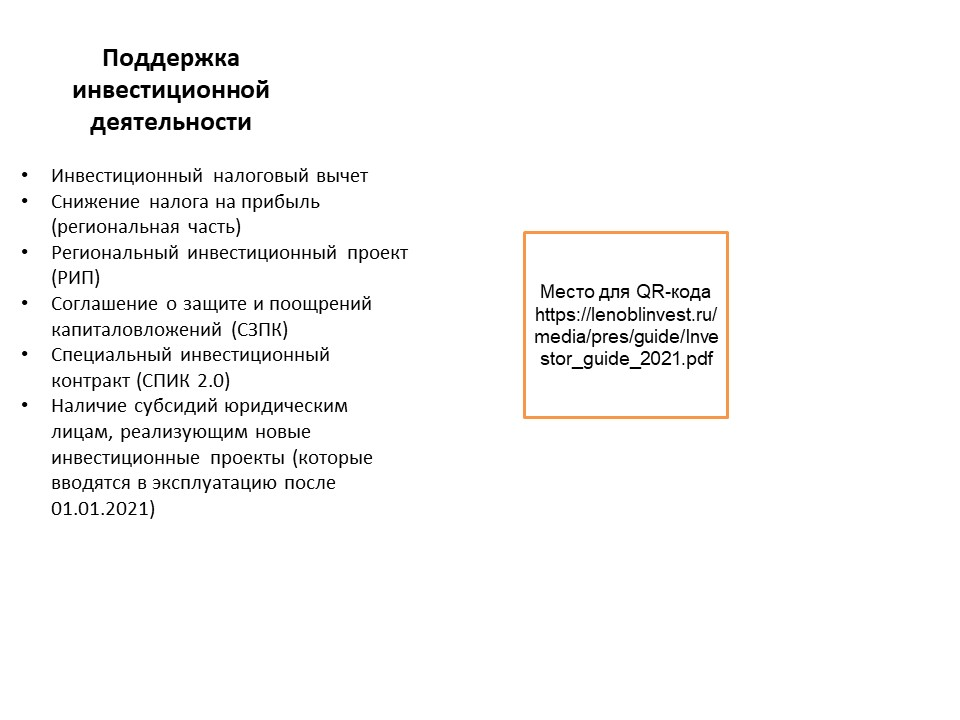 Поддержка
инвестиционной
деятельности
• Инвестиционный налоговый вычет
• Снижение налога на прибыль
(региональная часть)
• Региональный инвестиционный проект
(РИП)
• Соглашение о защите и поощрений
капиталовложений (СЗПК)
• Специальный инвестиционный
контракт (СПИК 2.0)
• Наличие субсидий юридическим
лицам, реализующим новые
инвестиционные проекты (которые
вводятся в эксплуатацию после
01.01.2021)
Место для QR-кода
https://lenoblinvest.ru/
media/pres/guide/Inve
stor_guide_2021.pdf